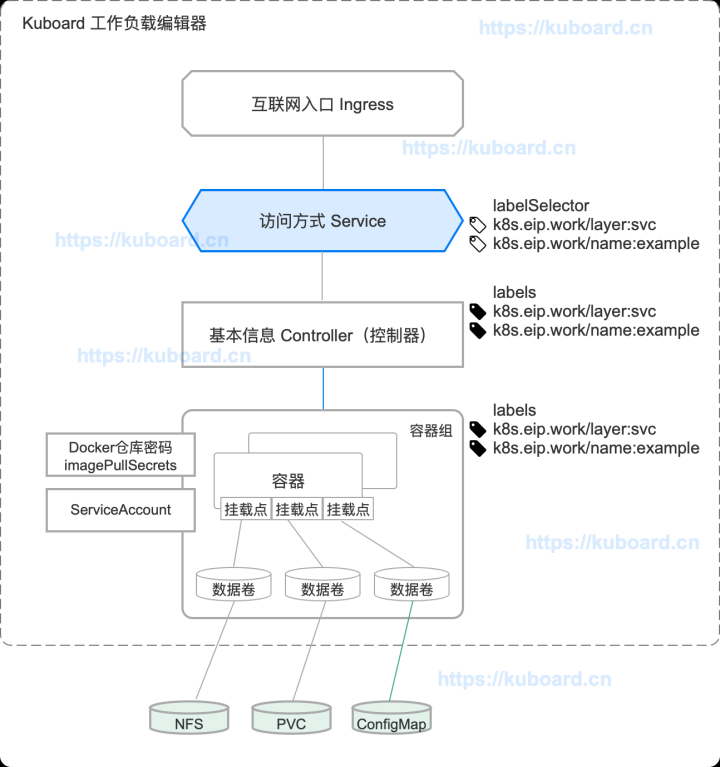 Kuboard 工作负载编辑器
https://kuboard.cn
互联网入口 Ingress
https://kuboard.cn
访问方式 Service
labelSelector
k8s.eip.work/layer:svc
k8s.eip.work/name:example
https://kuboard.cn
基本信息 Controller（控制器）
labels
k8s.eip.work/layer:svc
k8s.eip.work/name:example
https://kuboard.cn
容器组
labels
k8s.eip.work/layer:svc
k8s.eip.work/name:example
Docker仓库密码
imagePullSecrets
ServiceAccount
容器
挂载点 挂载点 挂载点
https://kuboard.cn
数据卷 数据卷 数据卷
https://kuboard.cn
NFS PVC ConfigMap